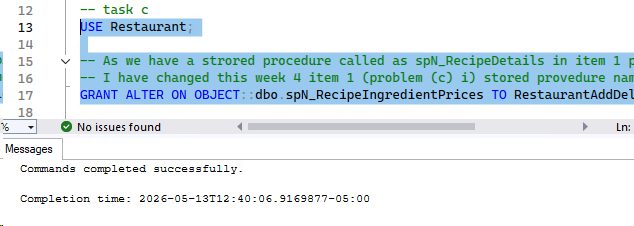 12
-- task c
13
USE Restaurant;
14
15
-- As we have a strored procedure called as spN_RecipeDetails in item 1 p
16
-- I have changed this week 4 item 1 (problem (c) i) stored provedure nam
17
GRANT ALTER ON OBJECT::dbo.spN_RecipeIngredientPrices TO RestaurantAddDel
18
%
No issues found
Ln:
Messages
Commands completed successfully.
Completion time: 2026-05-13T12:40:06.9169877-05:00